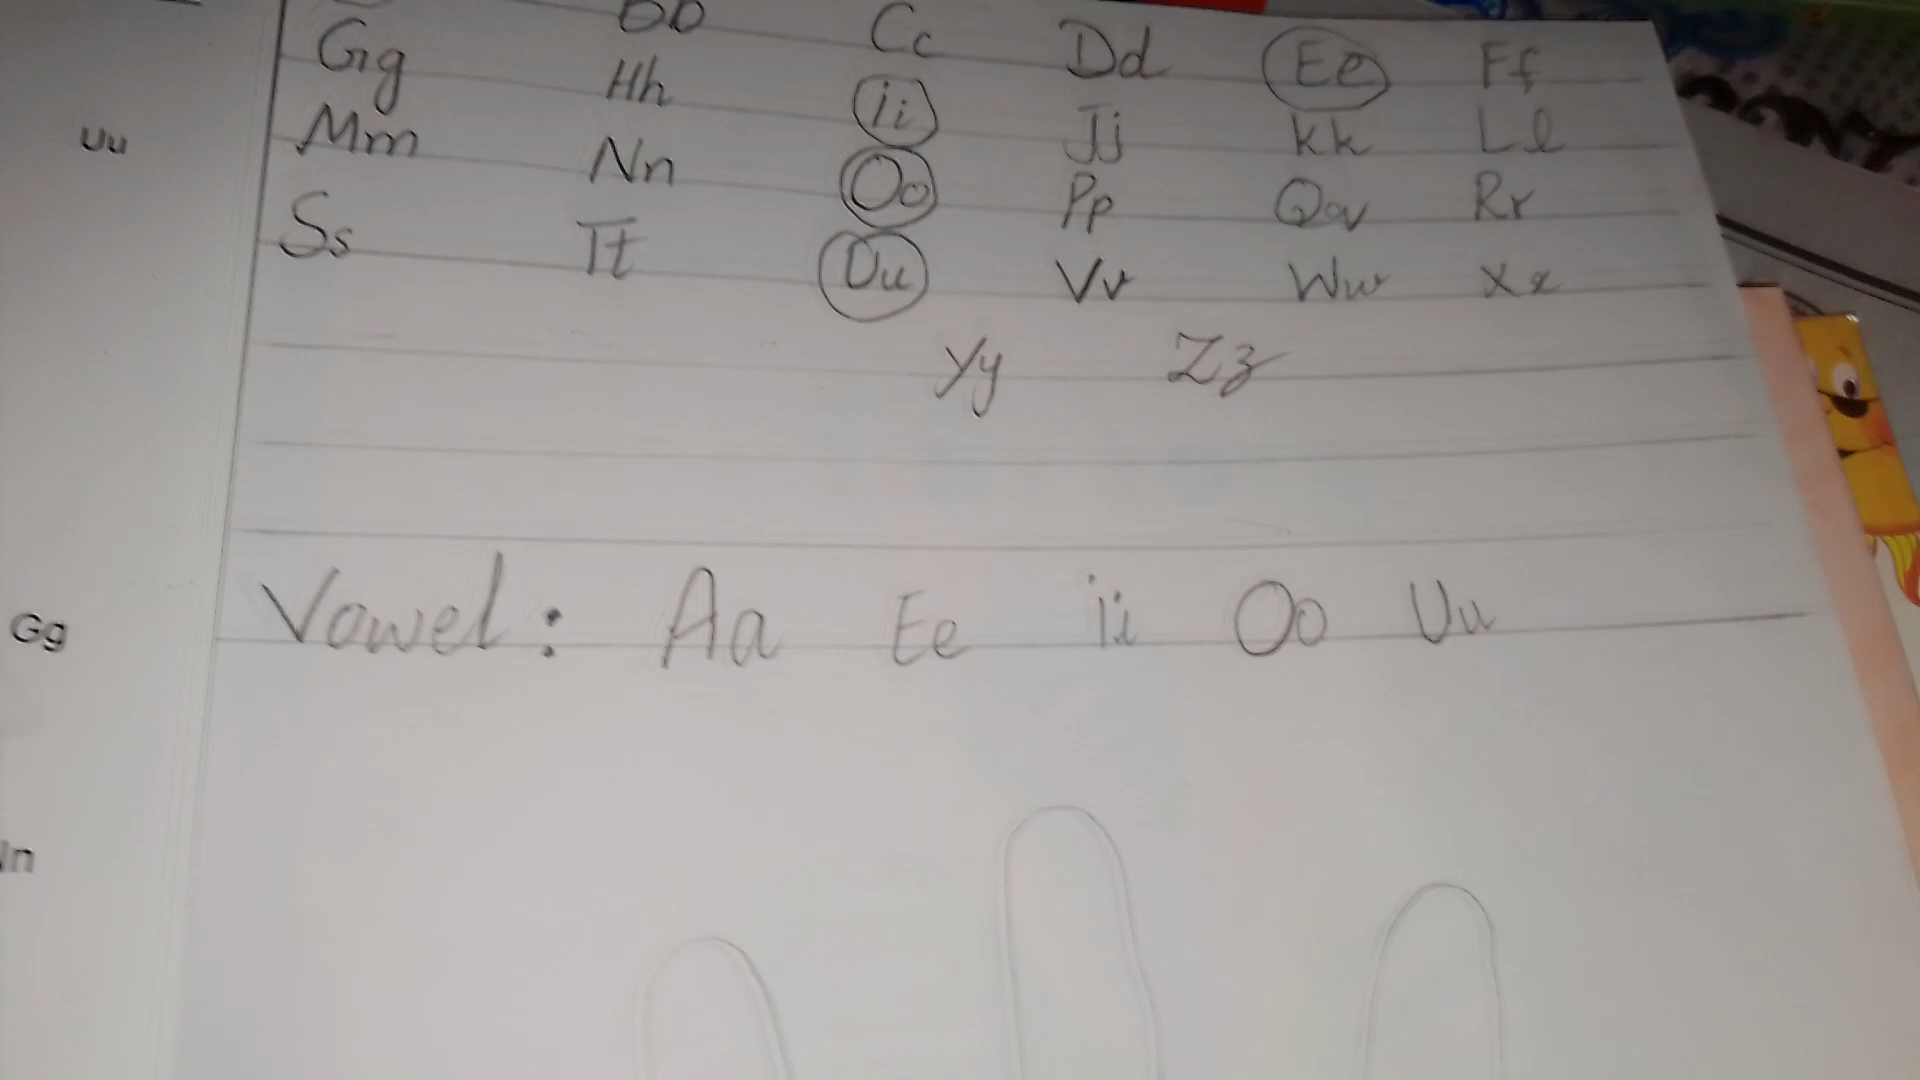 Bb Cc Dd Ee Ff
Gg Hh ii Jj Kk Ll
Mm Nn Oo Pp Qq Rr
Ss Tt Uu Vv Ww Xx
Yy Zz
Vowel: Aa Ee ii Oo Uu
Uu
Gg